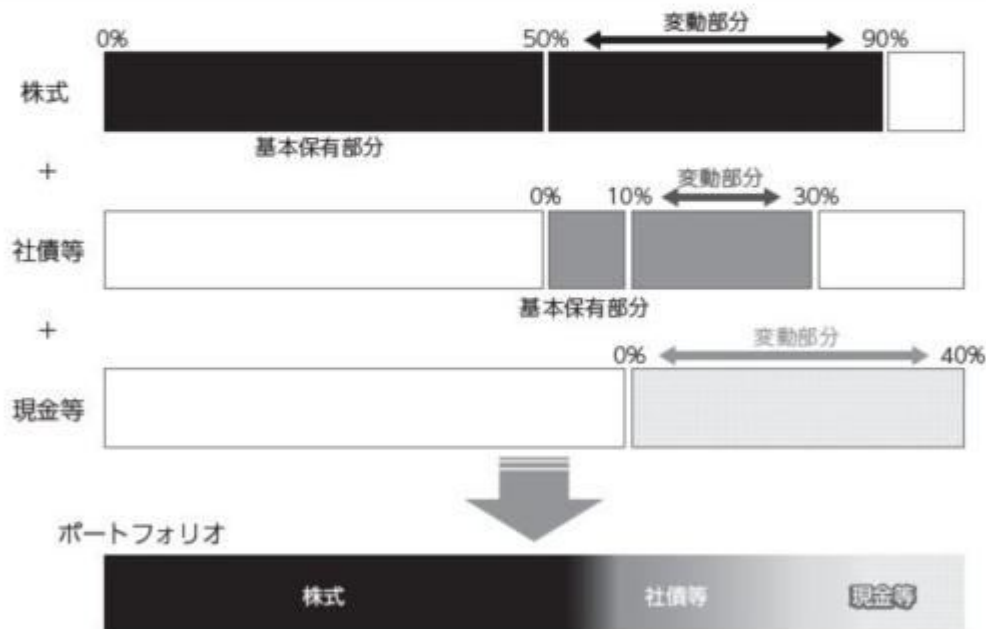 変動部分
0% 50% 90%
株式
基本保有部分
+
変動部分
0% 10% 30%
社債等
基本保有部分
+
変動部分
0% 40%
現金等
ポートフォリオ
株式 社債等 現金等